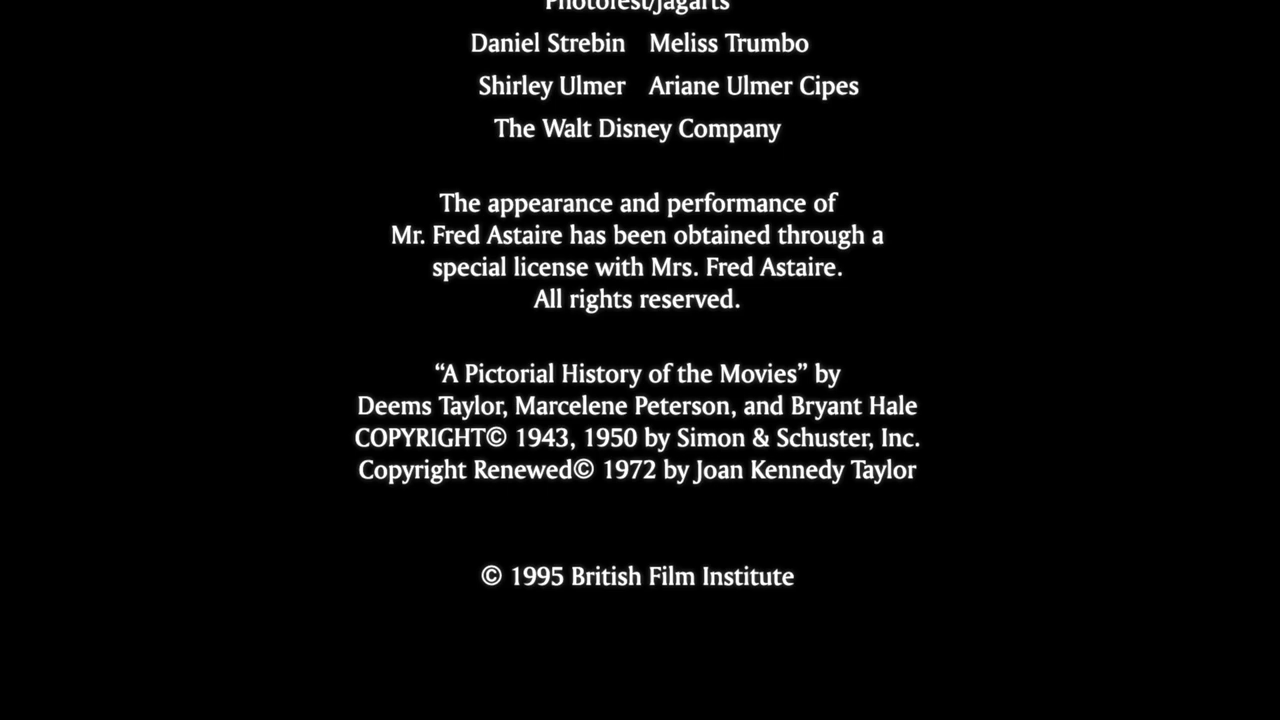 Photofest/Jagarts
Daniel Strebin Meliss Trumbo
Shirley Ulmer Ariane Ulmer Cipes
The Walt Disney Company
The appearance and performance of
Mr. Fred Astaire has been obtained through a
special license with Mrs. Fred Astaire.
All rights reserved.
“A Pictorial History of the Movies” by
Deems Taylor, Marcelene Peterson, and Bryant Hale
COPYRIGHT© 1943, 1950 by Simon & Schuster, Inc.
Copyright Renewed© 1972 by Joan Kennedy Taylor
© 1995 British Film Institute